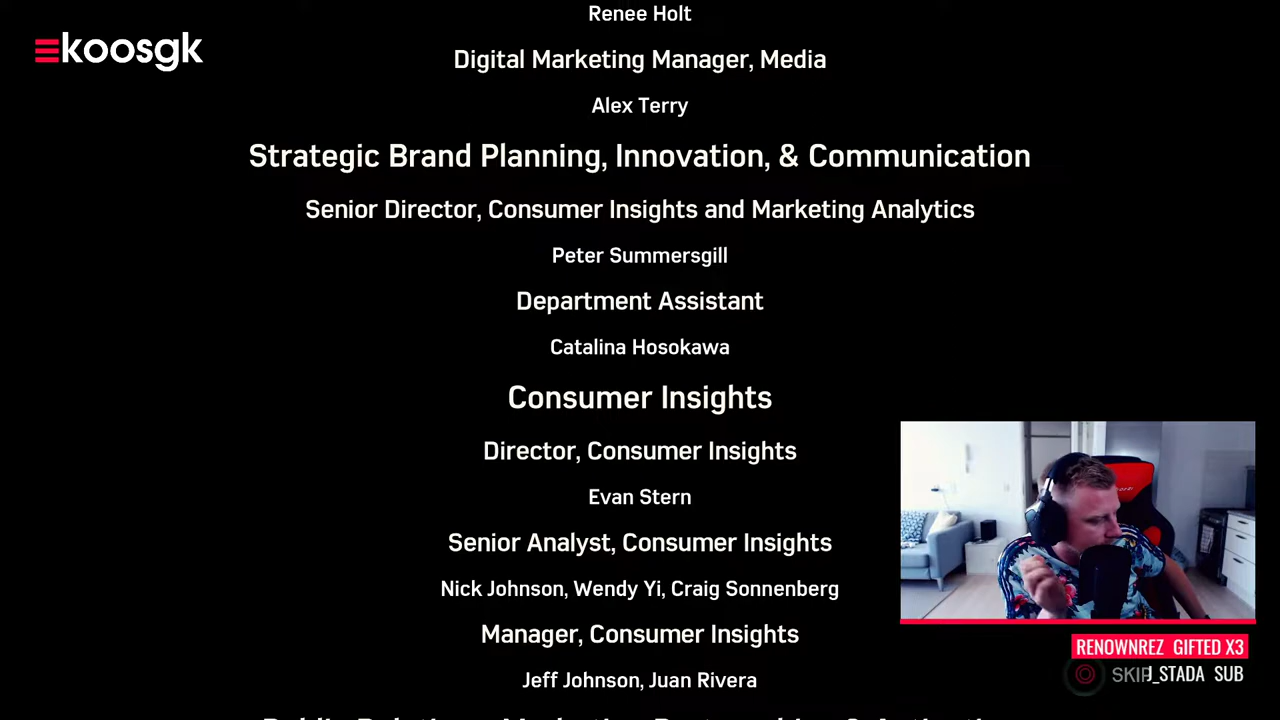 Renee Holt
koosgk
Digital Marketing Manager, Media
Alex Terry
Strategic Brand Planning, Innovation, & Communication
Senior Director, Consumer Insights and Marketing Analytics
Peter Summersgill
Department Assistant
Catalina Hosokawa
Consumer Insights
Director, Consumer Insights
Evan Stern
Senior Analyst, Consumer Insights
Nick Johnson, Wendy Yi, Craig Sonnenberg
Manager, Consumer Insights
Jeff Johnson, Juan Rivera
RENOWNREZ GIFTED X3
SKIP
J_STADA SUB